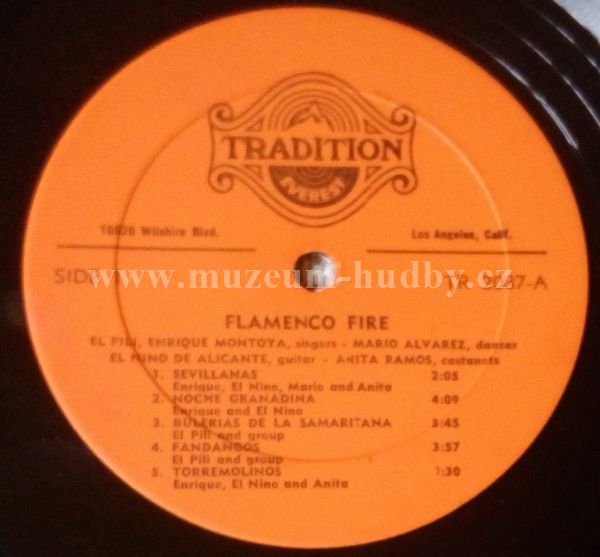 TRADITION
EVEREST
10920 Wilshire Blvd. Los Angeles, Calif.
www.muzeum-hudby.cz
SIDE TR
FLAMENCO FIRE
EL PILI, ENRIQUE MONTOYA, singers - MARIO ALVAREZ, dancer
EL NINO DE ALICANTE, guitar - ANITA RAMOS, castanets
1. SEVILLANAS 2:05
Enrique, El Nino, Mario and Anita
2. NOCHE GRANADINA 4:09
Enrique and El Nino
3. BULERIAS DE LA SAMARITANA 5:45
El Pili and group
4. FANDANGOS 3:57
El Pili and group
5. TORREMOLINOS 1:30
Enrique, El Nino and Anita